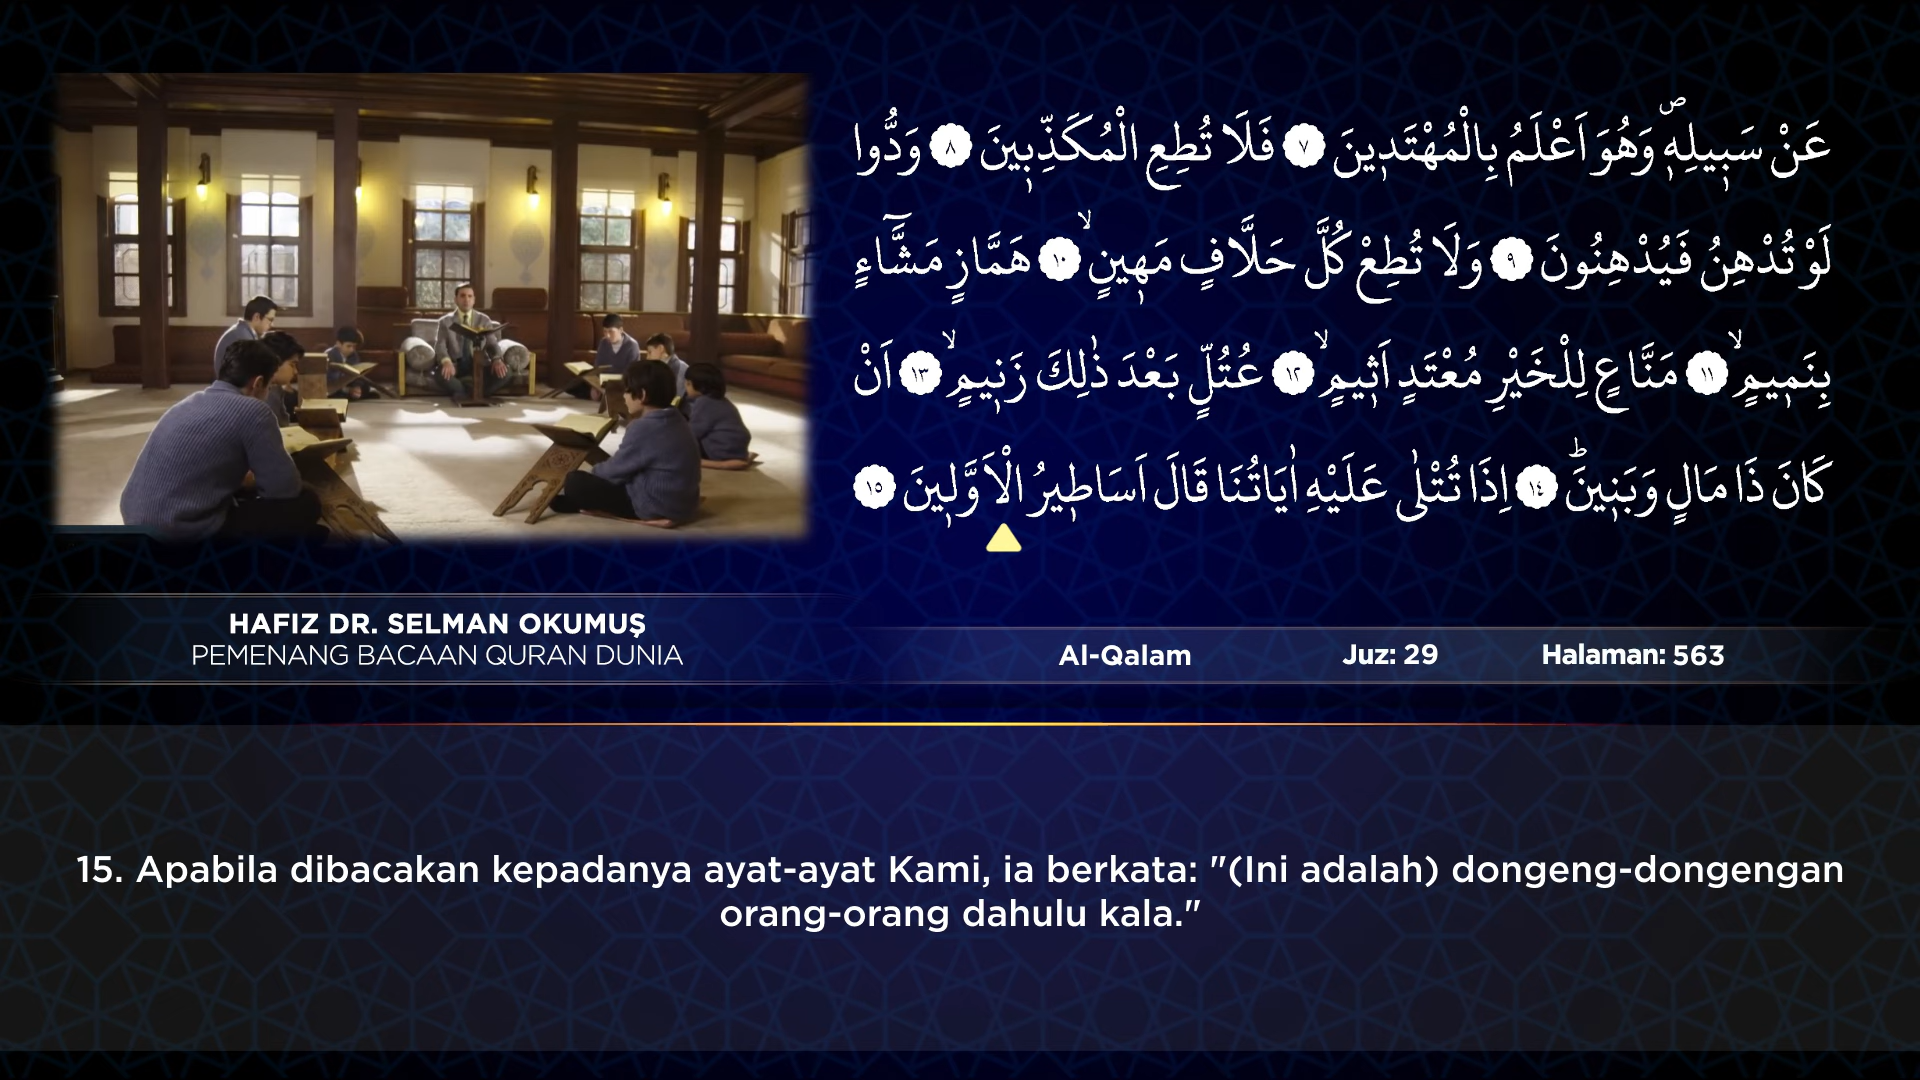 عَنْ سَبٖيلِهٖࣕ وَهُوَ اَعْلَمُ بِالْمُهْتَدٖينَ ٧ فَلَا تُطِعِ الْمُكَذِّبٖينَ ٨ وَدُّوا
لَوْ تُدْهِنُ فَيُدْهِنُونَ ٩ وَلَا تُطِعْ كُلَّ حَلَّافٍ مَهٖينٍۙ ١٠ هَمَّازٍ مَشَّٓاءٍ
بِنَمٖيمٍۙ ١١ مَنَّاعٍ لِلْخَيْرِ مُعْتَدٍ اَثٖيمٍۙ ١٢ عُتُلٍّ بَعْدَ ذٰلِكَ زَنٖيمٍۙ ١٣ اَنْ
كَانَ ذَا مَالٍ وَبَنٖينَؕ ١٤ اِذَا تُتْلٰى عَلَيْهِ اٰيَاتُنَا قَالَ اَسَاطٖيرُ الْاَوَّلٖينَ ١٥
HAFIZ DR. SELMAN OKUMUŞ
PEMENANG BACAAN QURAN DUNIA
Al-Qalam Juz: 29 Halaman: 563
15. Apabila dibacakan kepadanya ayat-ayat Kami, ia berkata: "(Ini adalah) dongeng-dongengan
orang-orang dahulu kala."